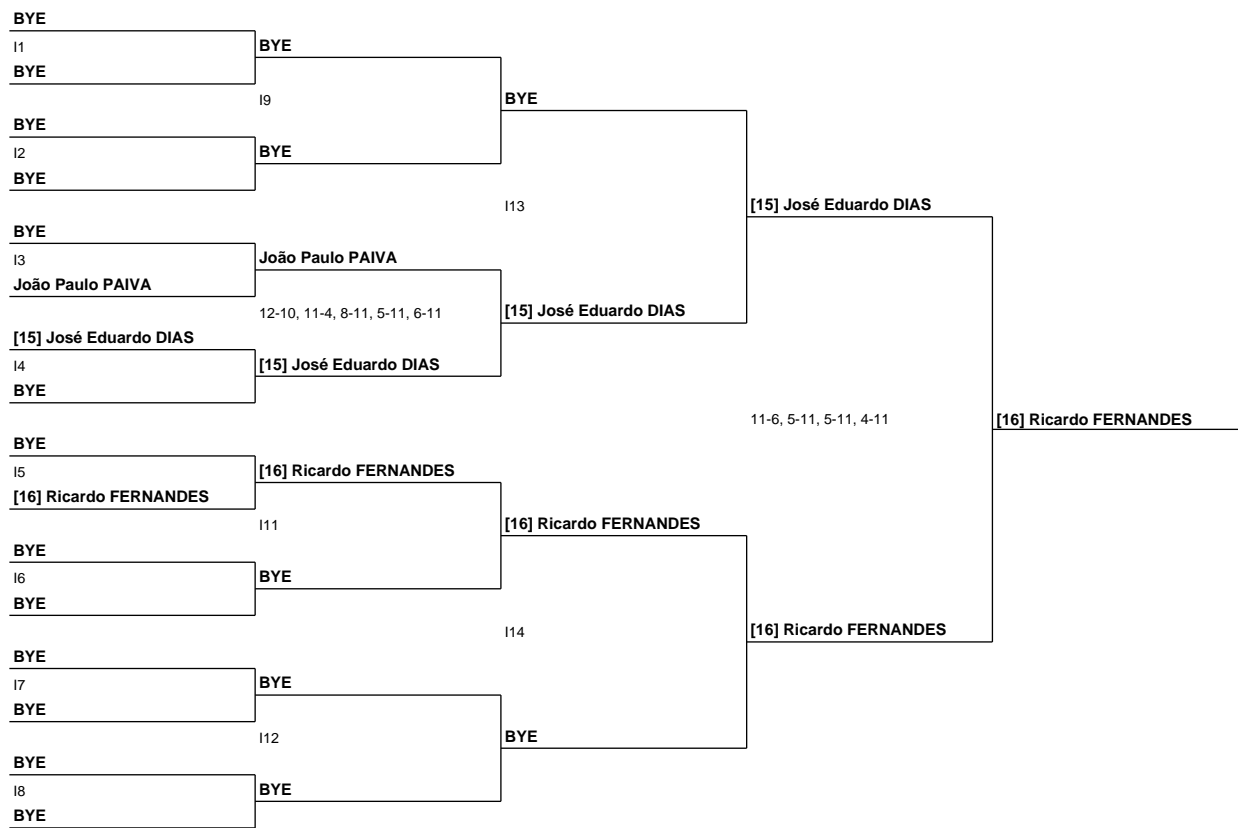 BYE
I1
BYE
BYE
I9
BYE
BYE
I2
BYE
BYE
I13
[15] José Eduardo DIAS
BYE
I3
João Paulo PAIVA
João Paulo PAIVA
12-10, 11-4, 8-11, 5-11, 6-11
[15] José Eduardo DIAS
[15] José Eduardo DIAS
I4
[15] José Eduardo DIAS
BYE
11-6, 5-11, 5-11, 4-11
[16] Ricardo FERNANDES
BYE
I5
[16] Ricardo FERNANDES
[16] Ricardo FERNANDES
I11
[16] Ricardo FERNANDES
BYE
I6
BYE
BYE
I14
[16] Ricardo FERNANDES
BYE
I7
BYE
BYE
I12
BYE
BYE
I8
BYE
BYE